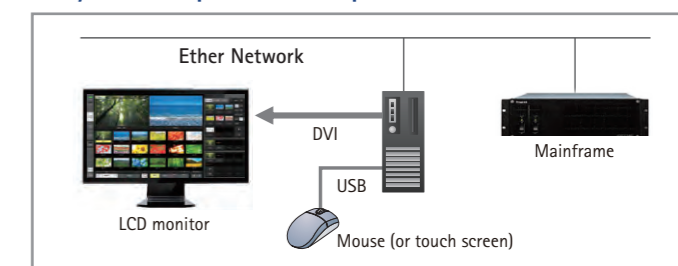 Ether Network
DVI
Mainframe
USB
LCD monitor
Mouse (or touch screen)